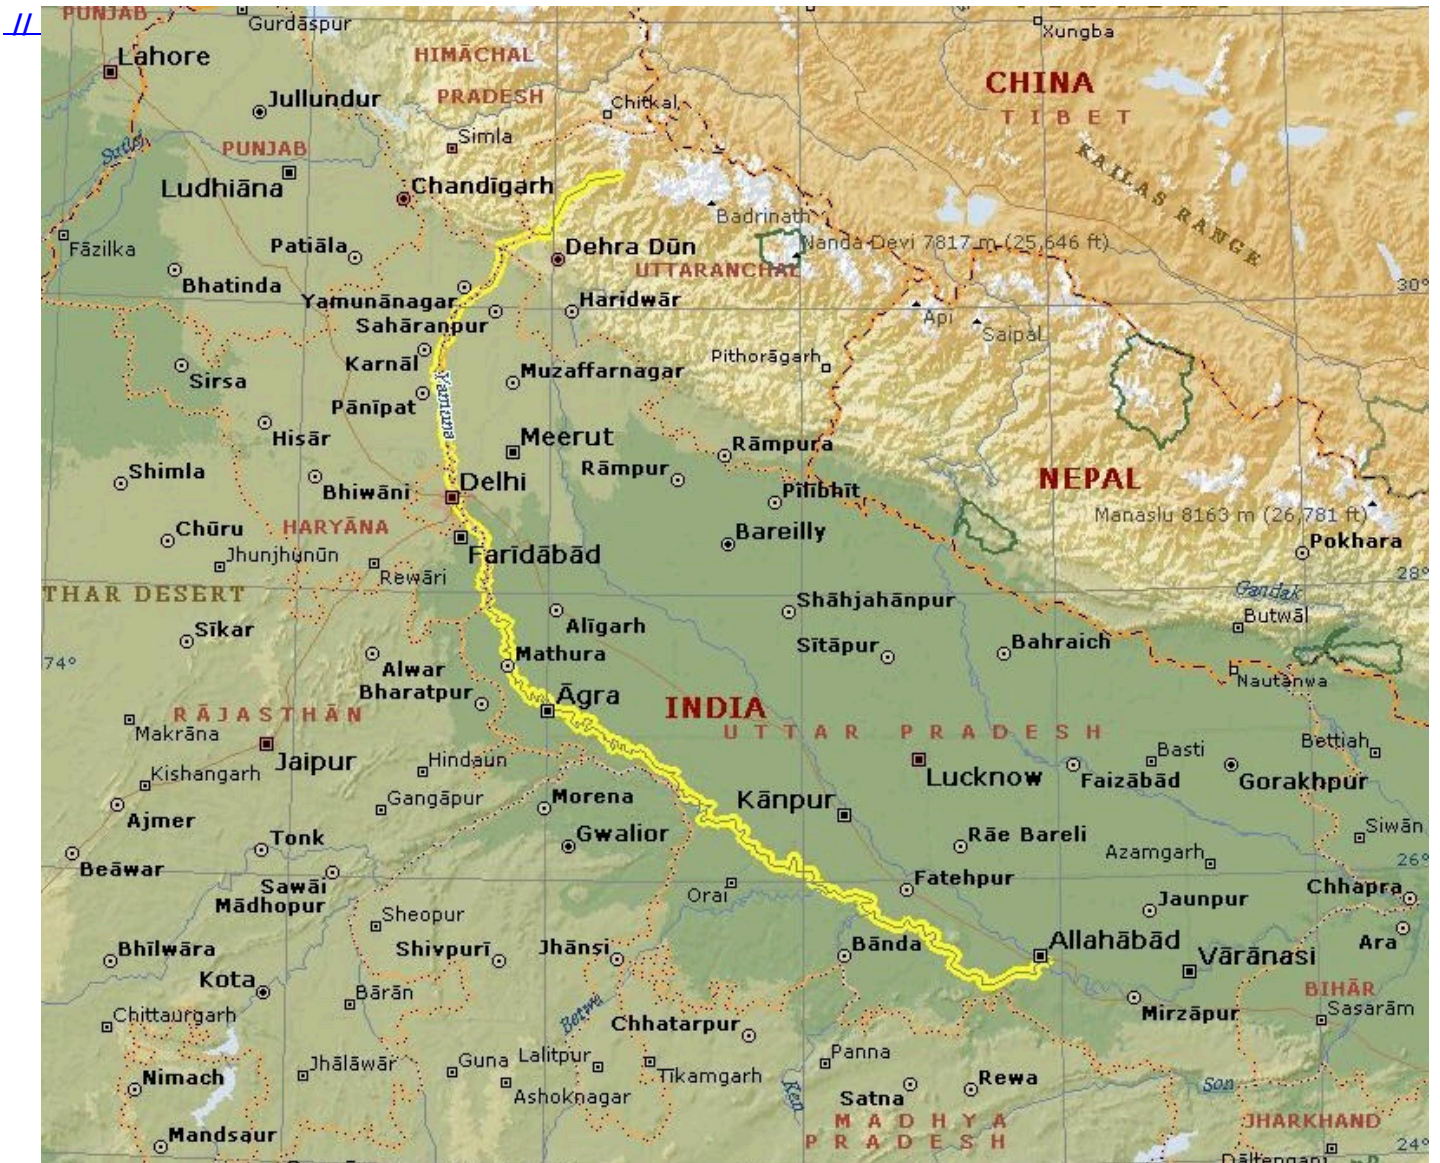 //
PUNJAB
Gurdāspur
Xungba
Lahore
HIMĀCHAL
PRADESH
CHINA
TIBET
Jullundur
Chitkal
Simla
Sutlej
PUNJAB
KAILAS RANGE
Ludhiāna
Chandīgarh
Badrinath
Fāzilka
Patiāla
Dehra Dūn
Nanda Devi 7817 m (25,646 ft)
UTTARANCHAL
Bhatinda
Yamunānagar
Haridwār
30°
Sahāranpur
Api
Saipal
Karnāl
Pithorāgarh
Sirsa
Muzaffarnagar
Yamuna
Pānīpat
Hisār
Meerut
Rāmpura
Shimla
Rāmpur
NEPAL
Bhiwāni
Delhi
Pīlibhīt
Manaslu 8163 m (26,781 ft)
Chūru
HARYĀNA
Bareilly
Pokhara
Jhunjhunūn
Farīdābād
Rewāri
28°
THAR DESERT
Gandak
Shāhjahānpur
Butwāl
Sīkar
Alīgarh
Sītāpur
Bahraich
74°
Alwar
Mathura
Nautanwa
Bharatpur
Āgra
INDIA
RĀJASTHĀN
UTTAR PRADESH
Makrāna
Bettiah
Jaipur
Hindaun
Basti
Kishangarh
Lucknow
Faizābād
Gorakhpur
Gangāpur
Morena
Kānpur
Ajmer
Tonk
Gwalior
Rāe Bareli
Siwān
Beāwar
Azamgarh
26°
Sawāi
Mādhopur
Orai
Fatehpur
Chhapra
Sheopur
Jaunpur
Bhīlwāra
Shivpurī
Jhānsi
Bānda
Allahābād
Ara
Vārānasi
Kota
Bārān
BIHĀR
Chittaurgarh
Betwa
Chhatarpur
Mirzāpur
Sasarām
Jhālāwār
Guna
Lalitpur
Panna
Nimach
Tīkamgarh
Ashoknagar
Ken
Satna
Rewa
Son
Mandsaur
MADHYA
PRADESH
JHARKHAND
24°
Dāltenganj